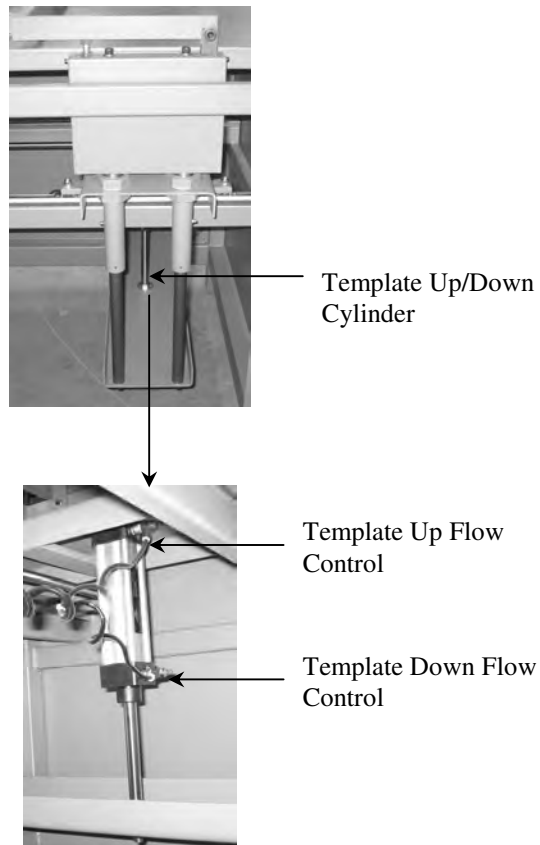 Template Up/Down
Cylinder
Template Up Flow
Control
Template Down Flow
Control